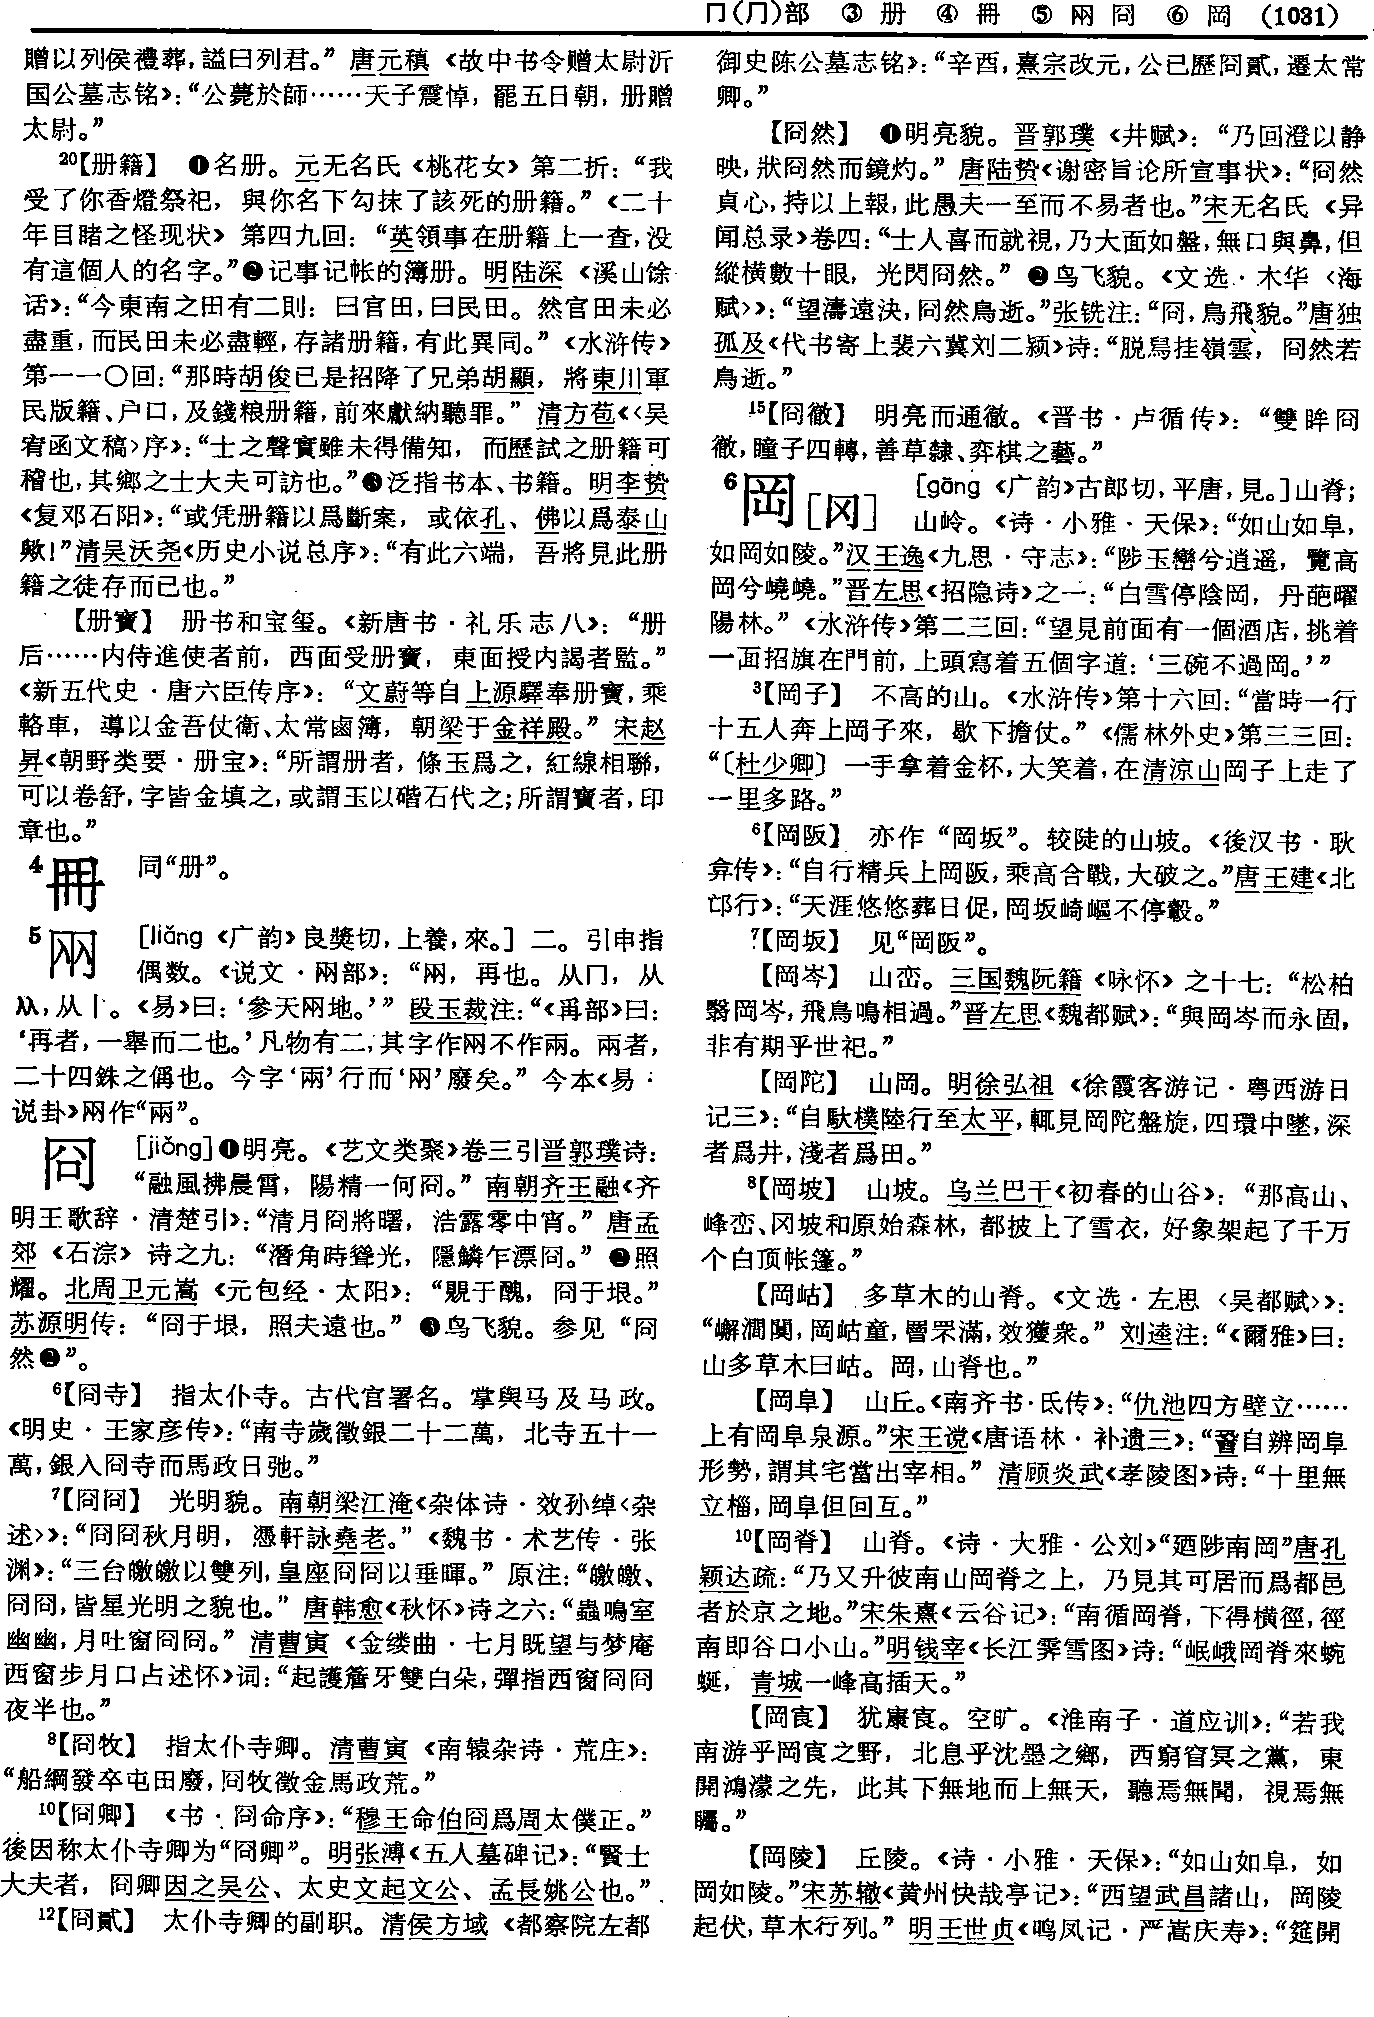 冂(⺆)部 ③ 册 ④ 冊 ⑤ 㒳 冏 ⑥ 岡 (1031)
贈以列侯禮葬,謚曰列君。” 唐元稹《故中书令赠太尉沂
国公墓志铭》:“公薨於師……天子震悼,罷五日朝,册贈
太尉。”
20【册籍】 ❶名册。元无名氏《桃花女》第二折:“我
受了你香燈祭祀,與你名下勾抹了該死的册籍。”《二十
年目睹之怪现状》第四九回:“英領事在册籍上一查,没
有這個人的名字。”❷记事记帐的簿册。明陆深《溪山馀
话》:“今東南之田有二則:曰官田,曰民田。然官田未必
盡重,而民田未必盡輕,存諸册籍,有此異同。”《水浒传》
第一一〇回:“那時胡俊已是招降了兄弟胡顯,將東川軍
民版籍、户口,及錢粮册籍,前來獻納聽罪。” 清方苞《〈吴
宥函文稿〉序》:“士之聲實雖未得備知,而歷試之册籍可
稽也,其鄉之士大夫可訪也。”❸泛指书本、书籍。明李贽
《复邓石阳》:“或凭册籍以爲斷案,或依孔、佛以爲泰山
歟!”清吴沃尧《历史小说总序》:“有此六端,吾將見此册
籍之徒存而已也。”
【册寶】 册书和宝玺。《新唐书·礼乐志八》:“册
后……内侍進使者前,西面受册寶,東面授内謁者監。”
《新五代史·唐六臣传序》:“文蔚等自上源驛奉册寶,乘
輅車,導以金吾仗衛、太常鹵簿,朝梁于金祥殿。” 宋赵
昇《朝野类要·册宝》:“所謂册者,條玉爲之,紅線相聯,
可以卷舒,字皆金填之,或謂玉以碏石代之;所謂寶者,印
章也。”
4 冊 同“册”。
5 㒳 [liǎng 《广韵》良奬切,上養,來。] 二。引申指
偶数。《说文·㒳部》:“㒳,再也。从冂,从
从,从丨。《易》曰:‘参天㒳地。’” 段玉裁注:“《冓部》曰:
‘再者,一舉而二也。’凡物有二,其字作㒳不作兩。兩者,
二十四銖之偁也。今字‘兩’行而‘㒳’廢矣。” 今本《易·
说卦》㒳作“兩”。
冏 [jiǒng]❶明亮。《艺文类聚》卷三引晋郭璞诗:
“融風拂晨霄,陽精一何冏。” 南朝齐王融《齐
明王歌辞·清楚引》:“清月冏將曙,浩露零中宵。” 唐孟
郊《石淙》诗之九:“潛角時聳光,隱鱗乍漂冏。” ❷照
耀。北周卫元嵩《元包经·太阳》:“覞于醜,冏于垠。”
苏源明传:“冏于垠,照夫遠也。” ❸鸟飞貌。参见“冏
然❷”。
6【冏寺】 指太仆寺。古代官署名。掌舆马及马政。
《明史·王家彦传》:“南寺歲徵銀二十二萬,北寺五十一
萬,銀入冏寺而馬政日弛。”
7【冏冏】 光明貌。南朝梁江淹《杂体诗·效孙绰〈杂
述〉》:“冏冏秋月明,憑軒詠堯老。”《魏书·术艺传·张
渊》:“三台皦皦以雙列,皇座冏冏以垂暉。” 原注:“皦皦、
冏冏,皆星光明之貌也。” 唐韩愈《秋怀》诗之六:“蟲鳴室
幽幽,月吐窗冏冏。” 清曹寅《金缕曲·七月既望与梦庵
西窗步月口占述怀》词:“起護簷牙雙白朵,彈指西窗冏冏
夜半也。”
8【冏牧】 指太仆寺卿。清曹寅《南辕杂诗·荒庄》:
“船綱發卒屯田廢,冏牧徵金馬政荒。”
10【冏卿】 《书·冏命序》:“穆王命伯冏爲周太僕正。”
後因称太仆寺卿为“冏卿”。明张溥《五人墓碑记》:“賢士
大夫者,冏卿因之吴公、太史文起文公、孟長姚公也。”
12【冏貳】 太仆寺卿的副职。清侯方域《都察院左都
御史陈公墓志铭》:“辛酉,熹宗改元,公已歷冏貳,遷太常
卿。”
【冏然】 ❶明亮貌。晋郭璞《井赋》:“乃回澄以静
映,狀冏然而鏡灼。” 唐陆贽《谢密旨论所宣事状》:“冏然
貞心,持以上報,此愚夫一至而不易者也。”宋无名氏《异
闻总录》卷四:“士人喜而就視,乃大面如盤,無口與鼻,但
縱横數十眼,光閃冏然。” ❷鸟飞貌。《文选·木华〈海
赋〉》:“望濤遠決,冏然鳥逝。”张铣注:“冏,鳥飛貌。”唐独
孤及《代书寄上裴六冀刘二颍》诗:“脱舄挂嶺雲,冏然若
鳥逝。”
15【冏徹】 明亮而通徹。《晋书·卢循传》:“雙眸冏
徹,瞳子四轉,善草隸、弈棋之藝。”
6 岡 [冈] [gāng 《广韵》古郎切,平唐,見。]山脊;
山岭。《诗·小雅·天保》:“如山如阜,
如岡如陵。”汉王逸《九思·守志》:“陟玉巒兮逍遥,覽高
岡兮嶢嶢。”晋左思《招隐诗》之一:“白雪停陰岡,丹葩曜
陽林。”《水浒传》第二三回:“望見前面有一個酒店,挑着
一面招旗在門前,上頭寫着五個字道:‘三碗不過岡。’”
3【岡子】 不高的山。《水浒传》第十六回:“當時一行
十五人奔上岡子來,歇下擔仗。”《儒林外史》第三三回:
“〔杜少卿〕一手拿着金杯,大笑着,在清涼山岡子上走了
一里多路。”
6【岡阪】 亦作“岡坂”。较陡的山坡。《後汉书·耿
弇传》:“自行精兵上岡阪,乘高合戰,大破之。”唐王建《北
邙行》:“天涯悠悠葬日促,岡坂崎嶇不停轂。”
7【岡坂】 见“岡阪”。
【岡岑】 山峦。三国魏阮籍《咏怀》之十七:“松柏
翳岡岑,飛鳥鳴相過。”晋左思《魏都赋》:“與岡岑而永固,
非有期乎世祀。”
【岡陀】 山岡。明徐弘祖《徐霞客游记·粤西游日
记三》:“自馱樸陸行至太平,輒見岡陀盤旋,四環中墜,深
者爲井,淺者爲田。”
8【岡坡】 山坡。乌兰巴干《初春的山谷》:“那高山、
峰峦、冈坡和原始森林,都披上了雪衣,好象架起了千万
个白顶帐篷。”
【岡岵】 多草木的山脊。《文选·左思〈吴都赋〉》:
“嶰澗闃,岡岵童,罾罘滿,效獲衆。” 刘逵注:“《爾雅》曰:
山多草木曰岵。岡,山脊也。”
【岡阜】 山丘。《南齐书·氐传》:“仇池四方壁立……
上有岡阜泉源。”宋王谠《唐语林·补遗三》:“詧自辨岡阜
形勢,謂其宅當出宰相。” 清顾炎武《孝陵图》诗:“十里無
立椔,岡阜但回互。”
10【岡脊】 山脊。《诗·大雅·公刘》“迺陟南岡”唐孔
颖达疏:“乃又升彼南山岡脊之上,乃見其可居而爲都邑
者於京之地。”宋朱熹《云谷记》:“南循岡脊,下得横徑,徑
南即谷口小山。”明钱宰《长江霁雪图》诗:“岷峨岡脊來蜿
蜒,青城一峰高插天。”
【岡㝗】 犹康㝗。空旷。《淮南子·道应训》:“若我
南游乎岡㝗之野,北息乎沈墨之鄉,西窮窅冥之黨,東
開鴻濛之先,此其下無地而上無天,聽焉無聞,視焉無
矚。”
【岡陵】 丘陵。《诗·小雅·天保》:“如山如阜,如
岡如陵。”宋苏辙《黄州快哉亭记》:“西望武昌諸山,岡陵
起伏,草木行列。” 明王世贞《鸣凤记·严嵩庆寿》:“筵開